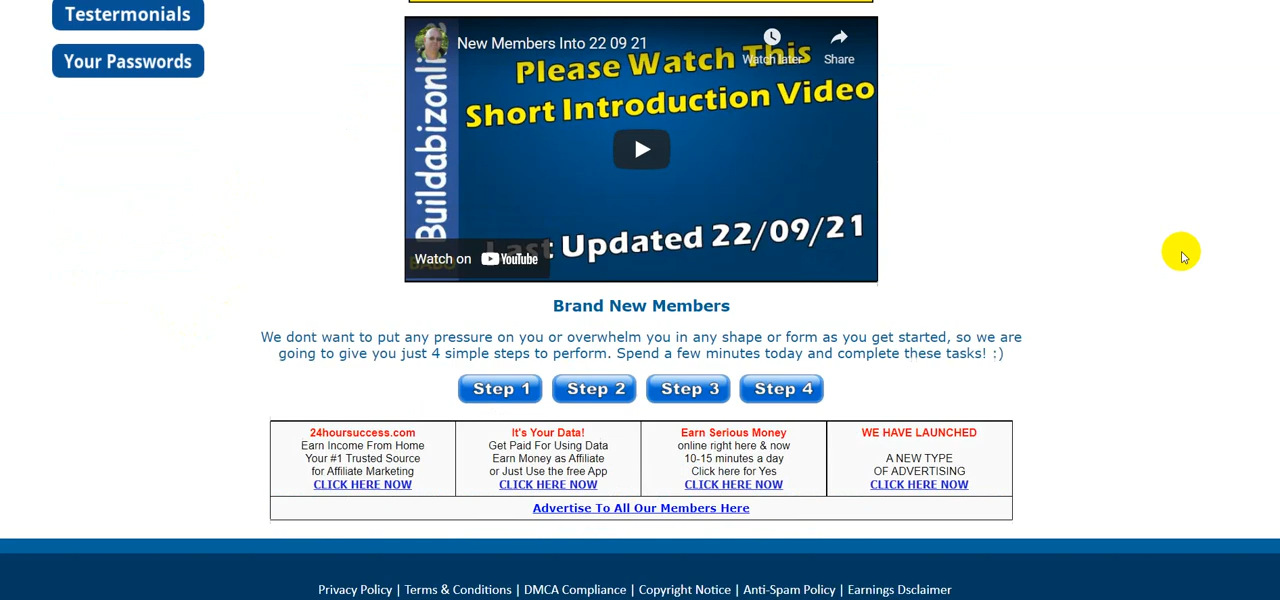 Testermonials
Your Passwords
New Members Into 22 09 21
Watch later
Share
Please Watch This
Short Introduction Video
Buildabizonli
Last Updated 22/09/21
Watch on YouTube
Brand New Members
We dont want to put any pressure on you or overwhelm you in any shape or form as you get started, so we are
going to give you just 4 simple steps to perform. Spend a few minutes today and complete these tasks! :)
Step 1
Step 2
Step 3
Step 4
24hoursuccess.com
Earn Income From Home
Your #1 Trusted Source
for Affiliate Marketing
CLICK HERE NOW
It's Your Data!
Get Paid For Using Data
Earn Money as Affiliate
or Just Use the free App
CLICK HERE NOW
Earn Serious Money
online right here & now
10-15 minutes a day
Click here for Yes
CLICK HERE NOW
WE HAVE LAUNCHED
A NEW TYPE
OF ADVERTISING
CLICK HERE NOW
Advertise To All Our Members Here
Privacy Policy | Terms & Conditions | DMCA Compliance | Copyright Notice | Anti-Spam Policy | Earnings Dsclaimer